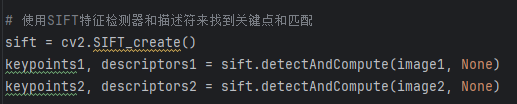 # 使用SIFT特征检测器和描述符来找到关键点和匹配
sift = cv2.SIFT_create()
keypoints1, descriptors1 = sift.detectAndCompute(image1, None)
keypoints2, descriptors2 = sift.detectAndCompute(image2, None)